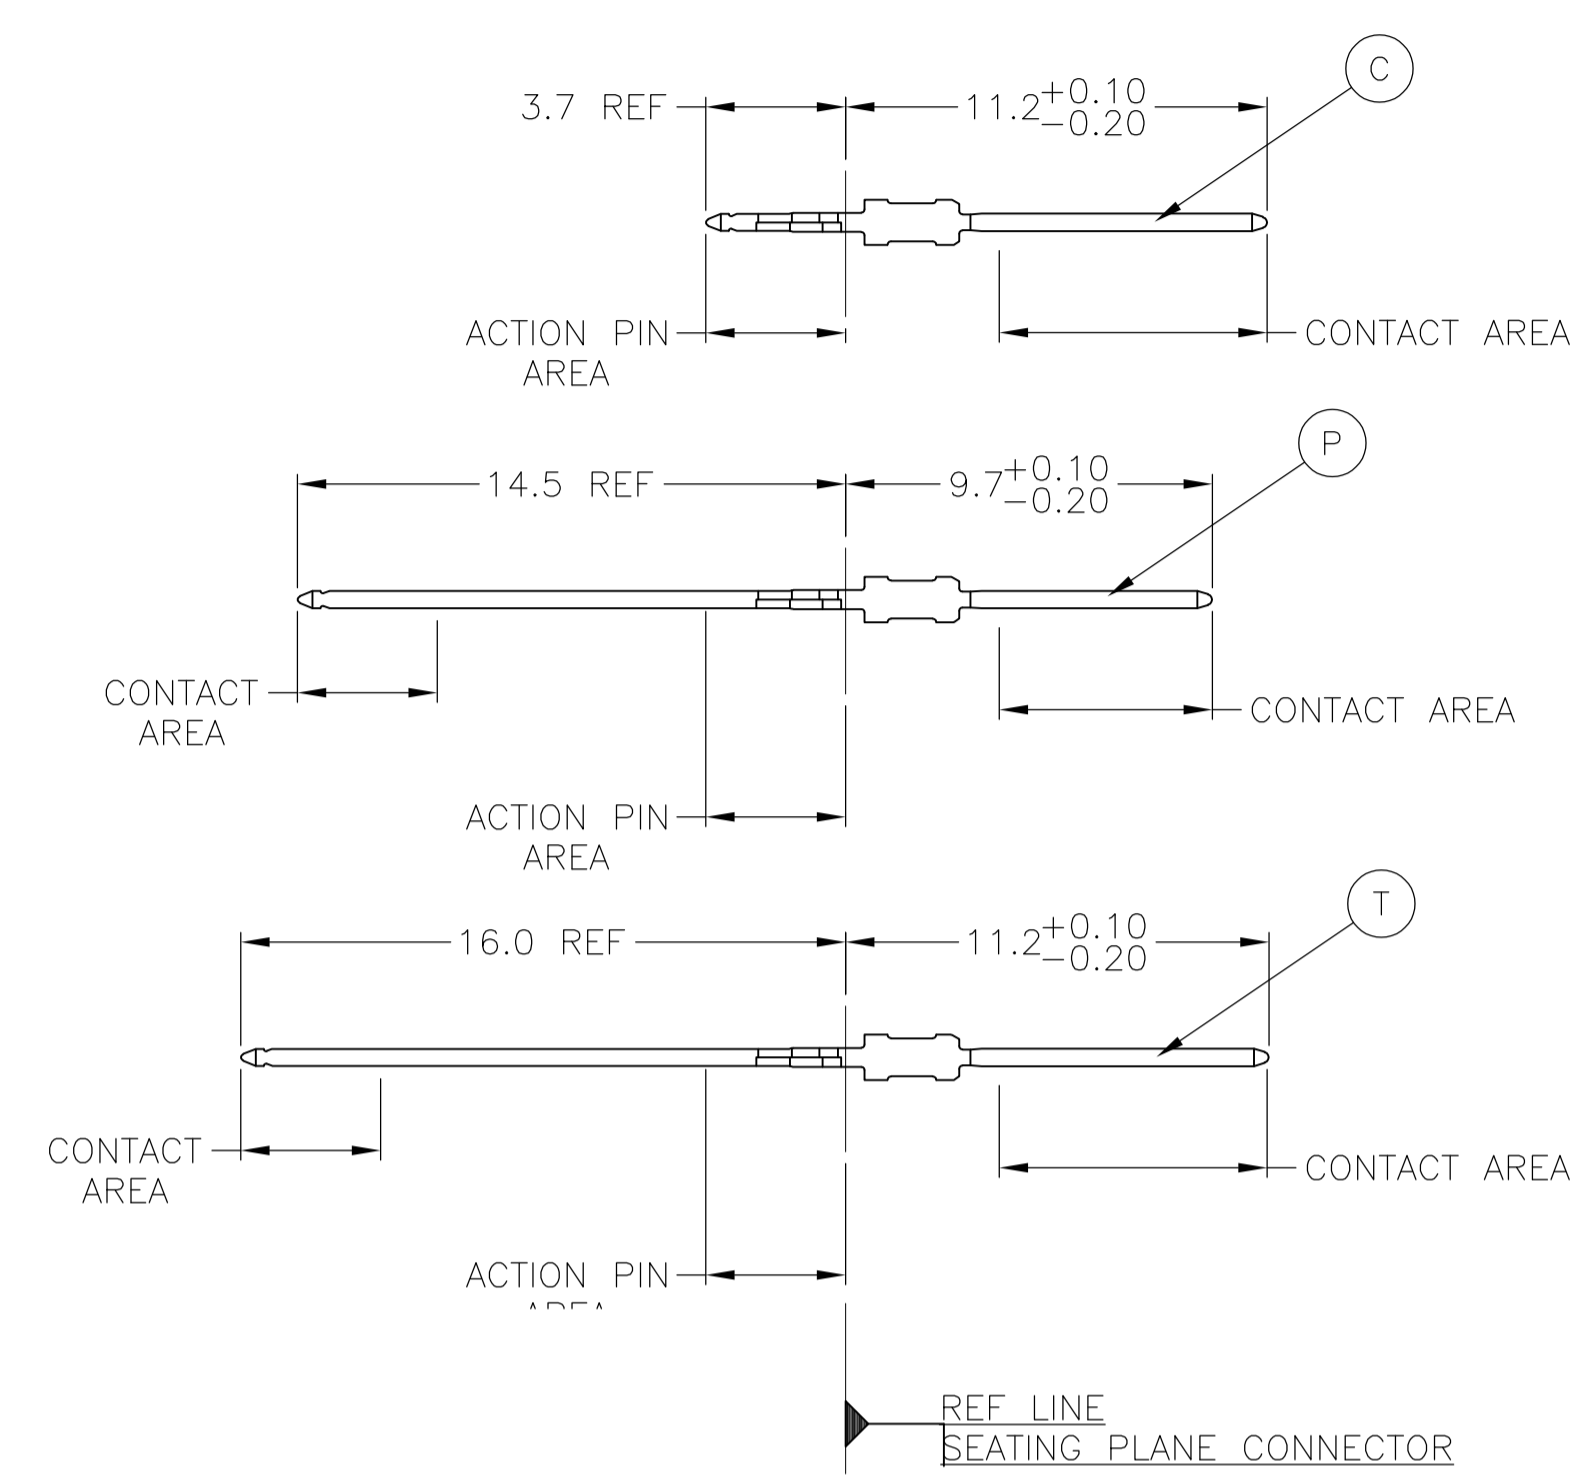 C
3.7 REF
11.2 +0.10
-0.20
ACTION PIN
AREA
CONTACT AREA
P
14.5 REF
9.7 +0.10
-0.20
CONTACT
AREA
CONTACT AREA
ACTION PIN
AREA
T
16.0 REF
11.2 +0.10
-0.20
CONTACT
AREA
CONTACT AREA
ACTION PIN
REF LINE
SEATING PLANE CONNECTOR